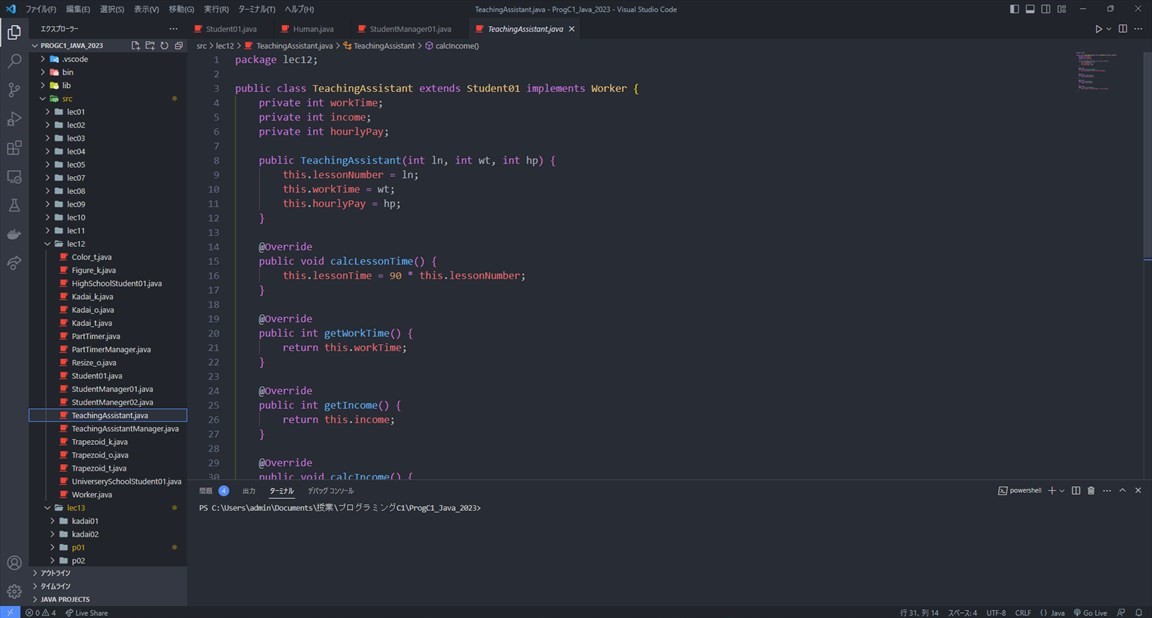 ファイル(F) 編集(E) 選択(S) 表示(V) 移動(G) 実行(R) ターミナル(T) ヘルプ(H)
TeachingAssistant.java - ProgC1_Java_2023 - Visual Studio Code
エクスプローラー
PROGC1_JAVA_2023
.vscode
bin
lib
src
lec01
lec02
lec03
lec04
lec05
lec07
lec08
lec09
lec10
lec11
lec12
Color_t.java
Figure_k.java
HighSchoolStudent01.java
Kadai_k.java
Kadai_o.java
Kadai_t.java
PartTimer.java
PartTimerManager.java
Resize_o.java
Student01.java
StudentManager01.java
StudentManeger02.java
TeachingAssistant.java
TeachingAssistantManager.java
Trapezoid_k.java
Trapezoid_o.java
Trapezoid_t.java
UniverserySchoolStudent01.java
Worker.java
lec13
kadai01
kadai02
p01
p02
アウトライン
タイムライン
JAVA PROJECTS
Student01.java Human.java StudentManager01.java TeachingAssistant.java
src > lec12 > TeachingAssistant.java > TeachingAssistant > calcIncome()
1 package lec12;
2
3 public class TeachingAssistant extends Student01 implements Worker {
4 private int workTime;
5 private int income;
6 private int hourlyPay;
7
8 public TeachingAssistant(int ln, int wt, int hp) {
9 this.lessonNumber = ln;
10 this.workTime = wt;
11 this.hourlyPay = hp;
12 }
13
14 @Override
15 public void calcLessonTime() {
16 this.lessonTime = 90 * this.lessonNumber;
17 }
18
19 @Override
20 public int getWorkTime() {
21 return this.workTime;
22 }
23
24 @Override
25 public int getIncome() {
26 return this.income;
27 }
28
29 @Override
30 public void calcIncome() {
問題 4 出力 ターミナル デバッグ コンソール
powershell
PS C:\Users\admin\Documents\授業\プログラミングC1\ProgC1_Java_2023>
0 4 Live Share
行 31、列 14 スペース: 4 UTF-8 CRLF {} Java Go Live